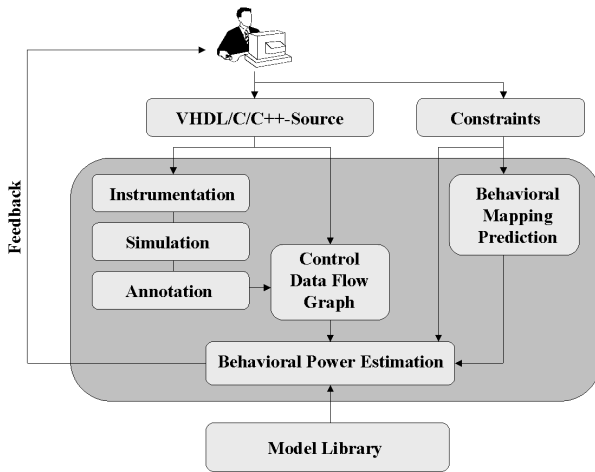 VHDL/C/C++-Source
Constraints
Feedback
Instrumentation
Simulation
Annotation
Control
Data Flow
Graph
Behavioral
Mapping
Prediction
Behavioral Power Estimation
Model Library